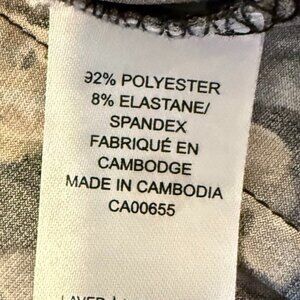 92% POLYESTER
8% ELASTANE/
SPANDEX
FABRIQUÉ EN
CAMBODGE
MADE IN CAMBODIA
CA00655